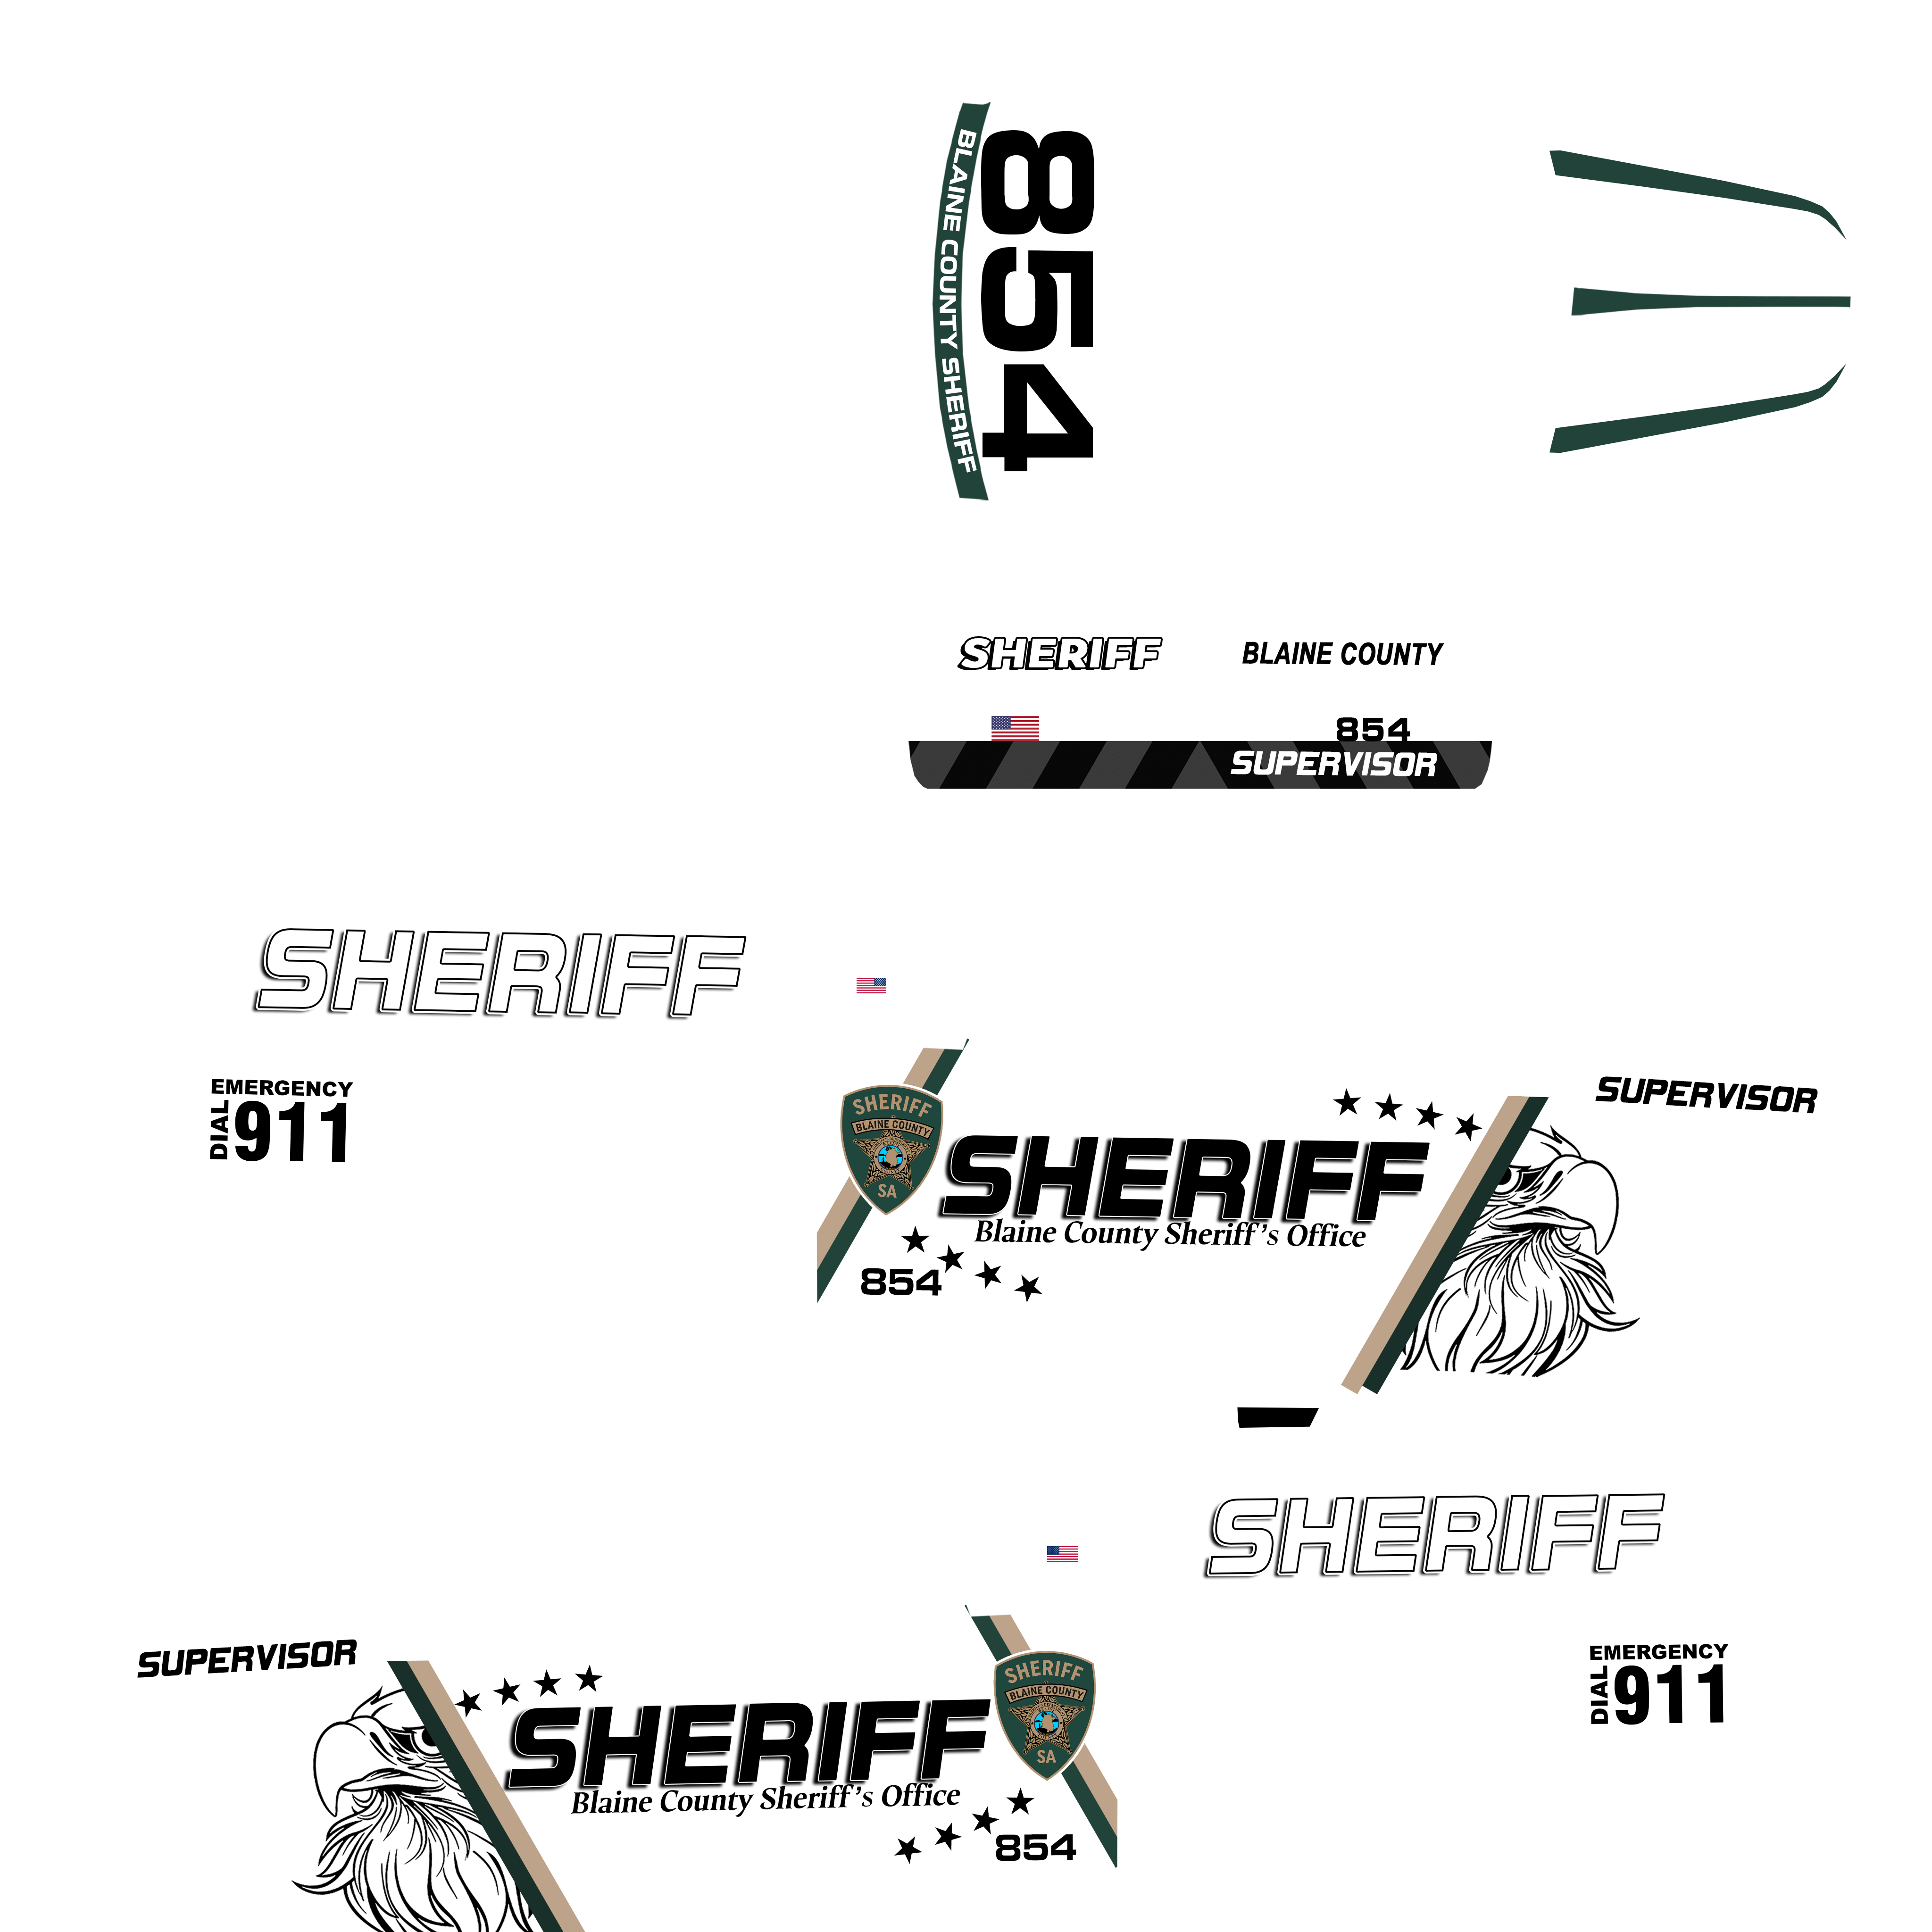 BLAINE COUNTY SHERIFF
854
SHERIFF
BLAINE COUNTY
854
SUPERVISOR
SHERIFF
EMERGENCY
DIAL 911
SHERIFF
BLAINE COUNTY
SA
SHERIFF
Blaine County Sheriff's Office
854
SUPERVISOR
SHERIFF
SUPERVISOR
SHERIFF
Blaine County Sheriff's Office
SHERIFF
BLAINE COUNTY
SA
854
EMERGENCY
DIAL 911